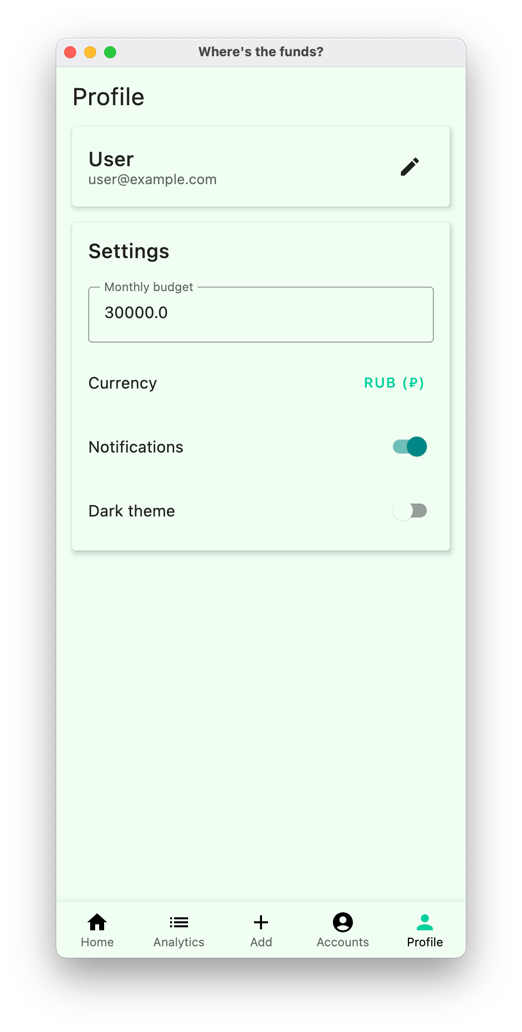 Where's the funds?
Profile
User
user@example.com
Settings
Monthly budget
30000.0
Currency
RUB (₽)
Notifications
Dark theme
Home
Analytics
Add
Accounts
Profile